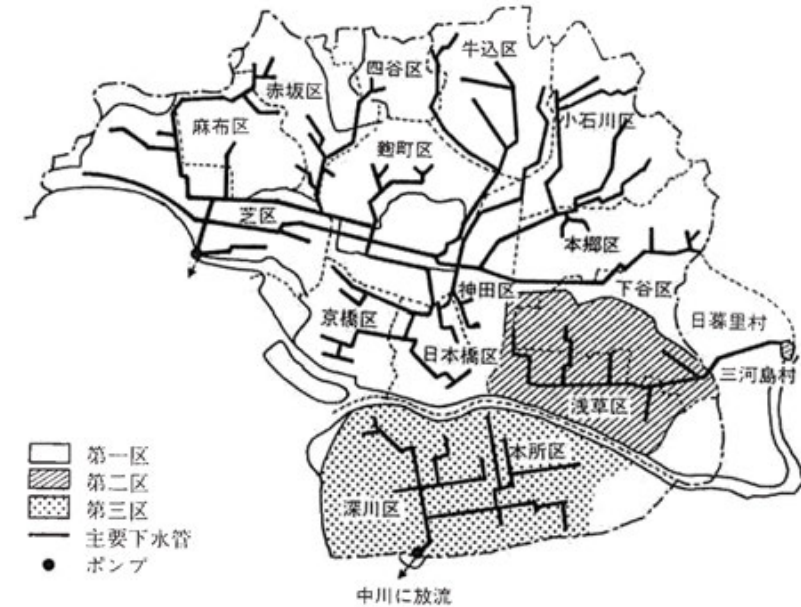 牛込区
四谷区
赤坂区
小石川区
麻布区
麴町区
芝区
本郷区
神田区
下谷区
京橋区
日暮里村
日本橋区
三河島村
浅草区
本所区
深川区
第一区
第二区
第三区
主要下水管
ポンプ
中川に放流